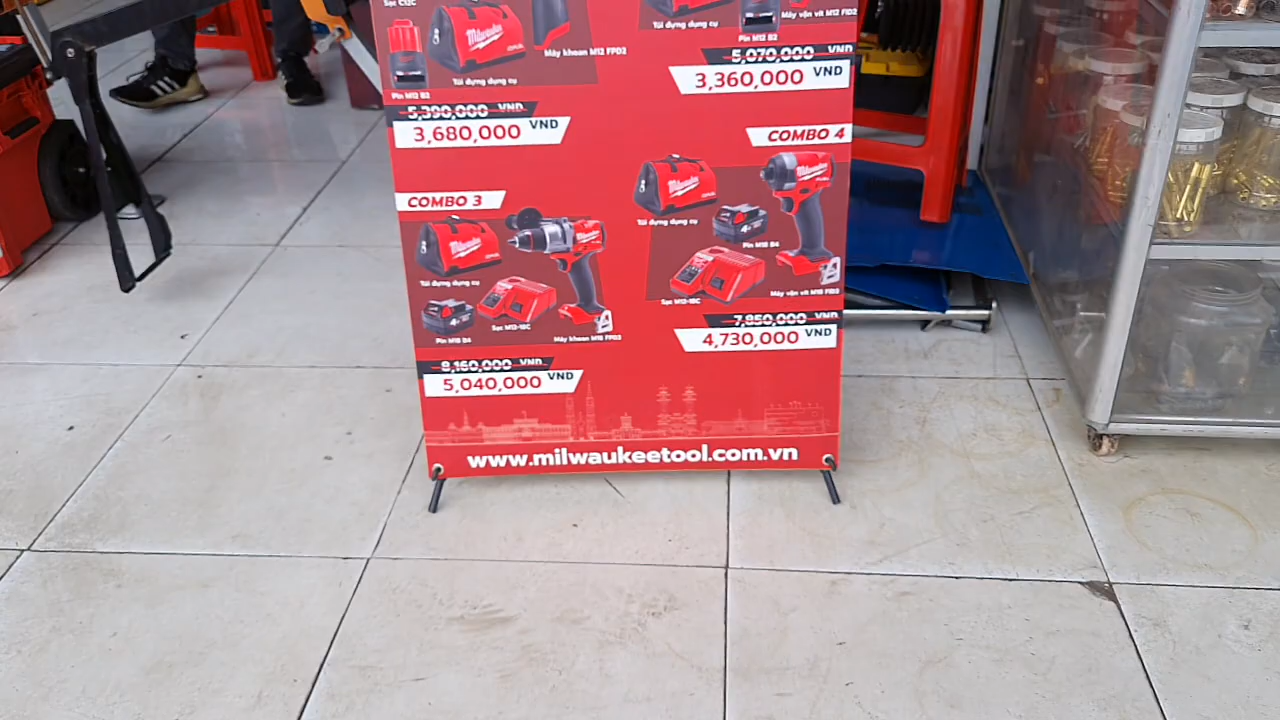 Sạc C12C
Milwaukee
Máy khoan M12 FPD2
Túi đựng dụng cụ
Pin M12 B2
5,390,000 VND
3,680,000 VND
Túi đựng dụng cụ
Máy vặn vít M12 FID2
Pin M12 B2
5,070,000 VND
3,360,000 VND
COMBO 3
Milwaukee
Túi đựng dụng cụ
Pin M18 B4
Sạc M12-18C
Máy khoan M18 FPD3
8,160,000 VND
5,040,000 VND
COMBO 4
Milwaukee
Túi đựng dụng cụ
Pin M18 B4
Sạc M12-18C
Máy vặn vít M18 FID3
7,850,000 VND
4,730,000 VND
www.milwaukeetool.com.vn